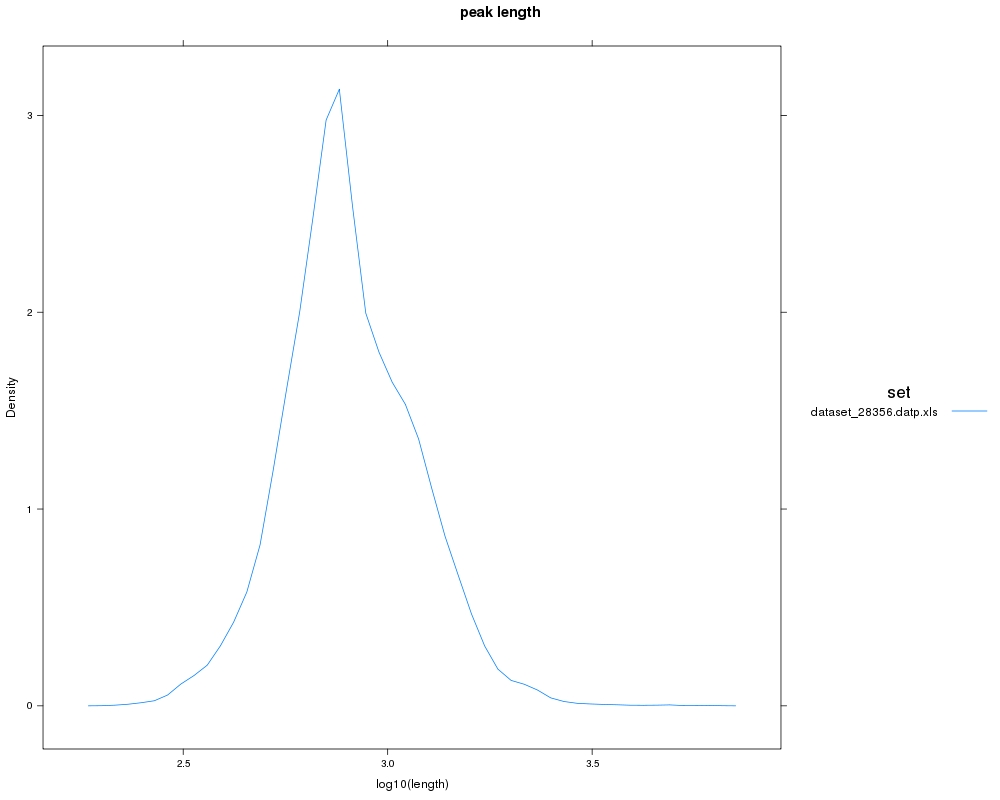 peak length
3
2
1
0
Density
2.5
3.0
3.5
log10(length)
set
dataset_28356.datp.xls